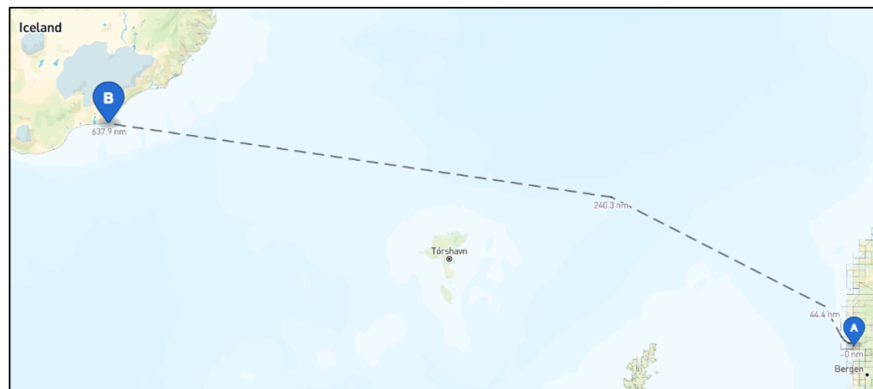 Iceland
B
637.9 nm
240.3 nm
Tórshavn
44.4 nm
A
~0 nm
Bergen